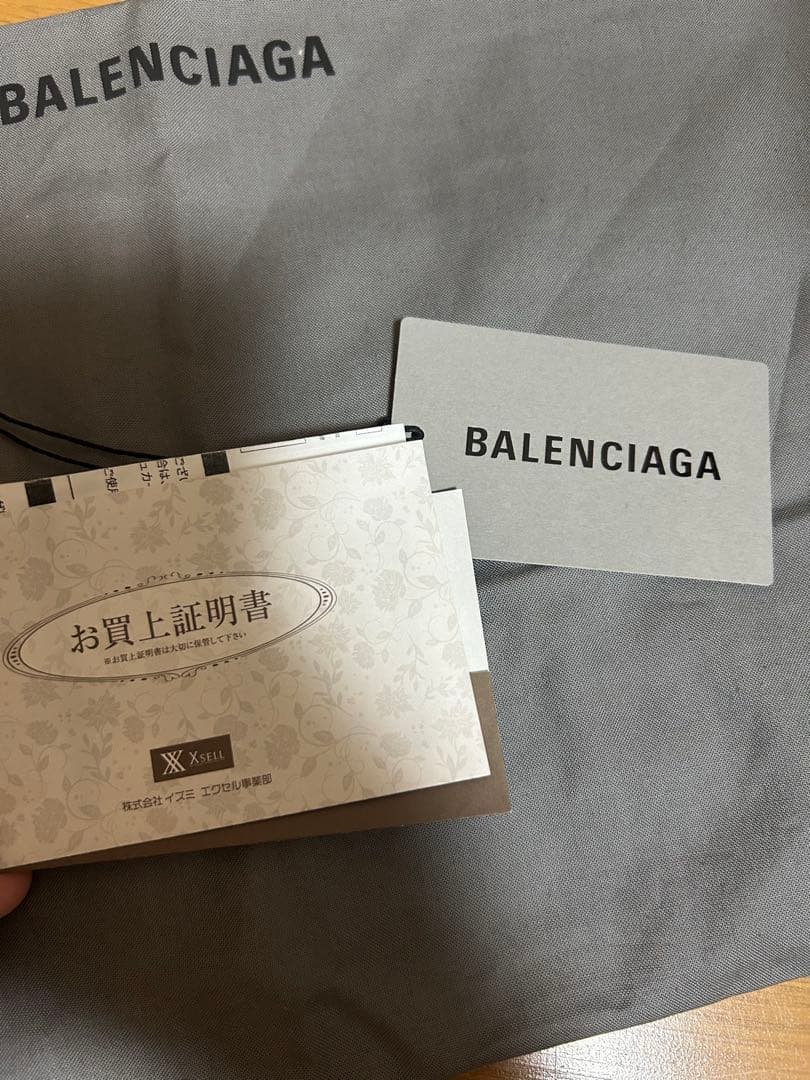 BALENCIAGA
BALENCIAGA
お買上証明書
※お買上証明書は大切に保管して下さい
XSELL
株式会社 イズミ エクセル事業部